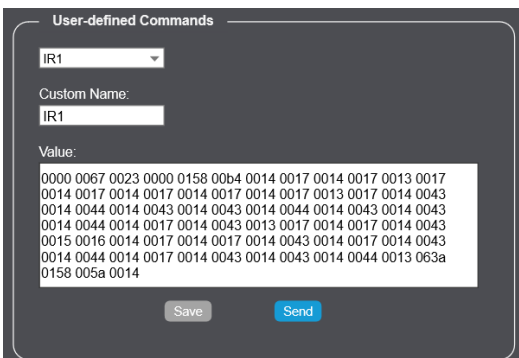 User-defined Commands
IR1
Custom Name:
IR1
Value:
0000 0067 0023 0000 0158 00b4 0014 0017 0014 0017 0013 0017
0014 0017 0014 0017 0014 0017 0014 0017 0013 0017 0014 0043
0014 0044 0014 0043 0014 0043 0014 0044 0014 0043 0014 0043
0014 0044 0014 0017 0014 0043 0013 0017 0014 0017 0014 0043
0015 0016 0014 0017 0014 0017 0014 0043 0014 0017 0014 0043
0014 0044 0014 0017 0014 0043 0014 0043 0014 0044 0013 063a
0158 005a 0014
Save Send